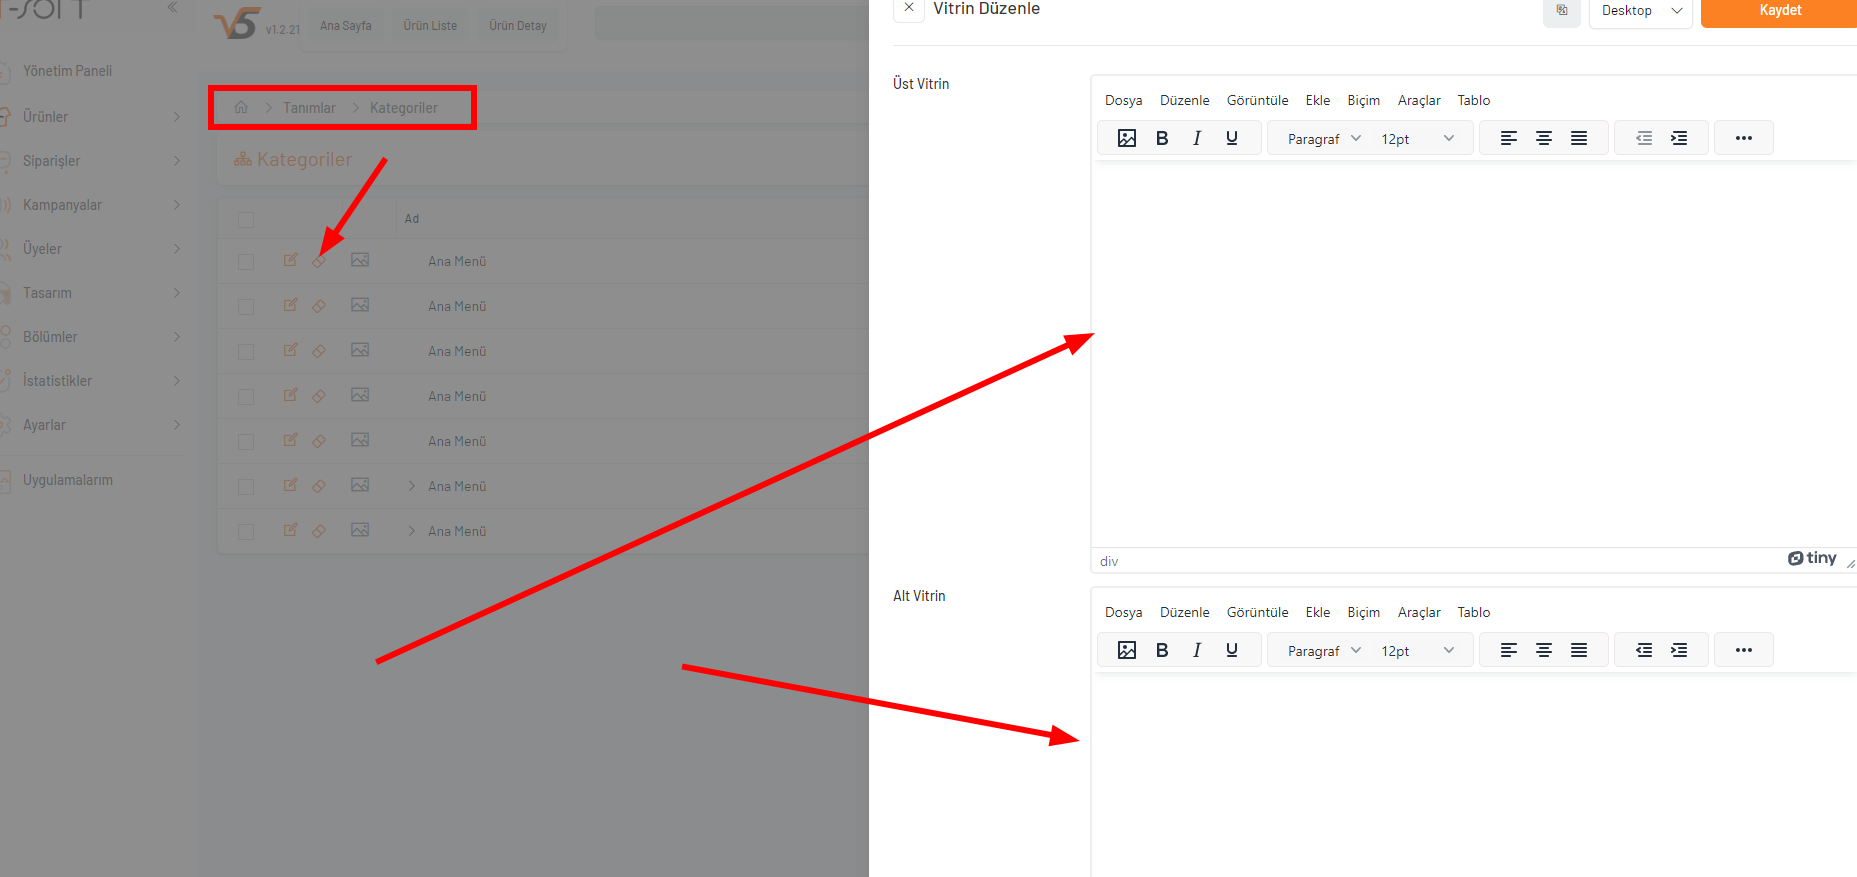 v5 v1.2.21
Ana Sayfa
Ürün Liste
Ürün Detay
Yönetim Paneli
Ürünler
Siparişler
Kampanyalar
Üyeler
Tasarım
Bölümler
İstatistikler
Ayarlar
Uygulamalarım
Tanımlar
Kategoriler
Kategoriler
Ad
Ana Menü
Ana Menü
Ana Menü
Ana Menü
Ana Menü
Ana Menü
Ana Menü
Vitrin Düzenle
Desktop
Kaydet
Üst Vitrin
Dosya Düzenle Görüntüle Ekle Biçim Araçlar Tablo
B I U Paragraf 12pt
div
tiny
Alt Vitrin
Dosya Düzenle Görüntüle Ekle Biçim Araçlar Tablo
B I U Paragraf 12pt